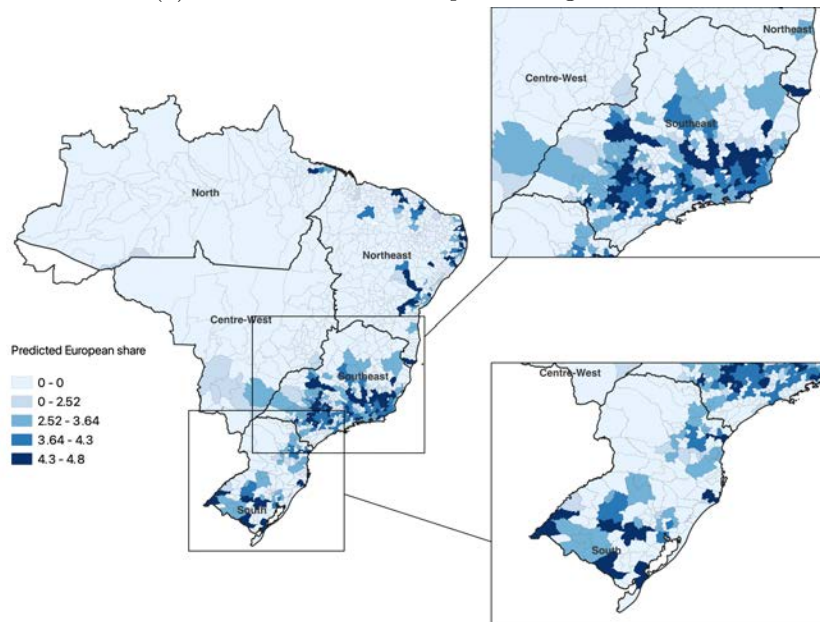 Northeast
Centre-West
Southeast
North
Northeast
Centre-West
Predicted European share
0 - 0
0 - 2.52
2.52 - 3.64
3.64 - 4.3
4.3 - 4.8
Southeast
South
Centre-West
South